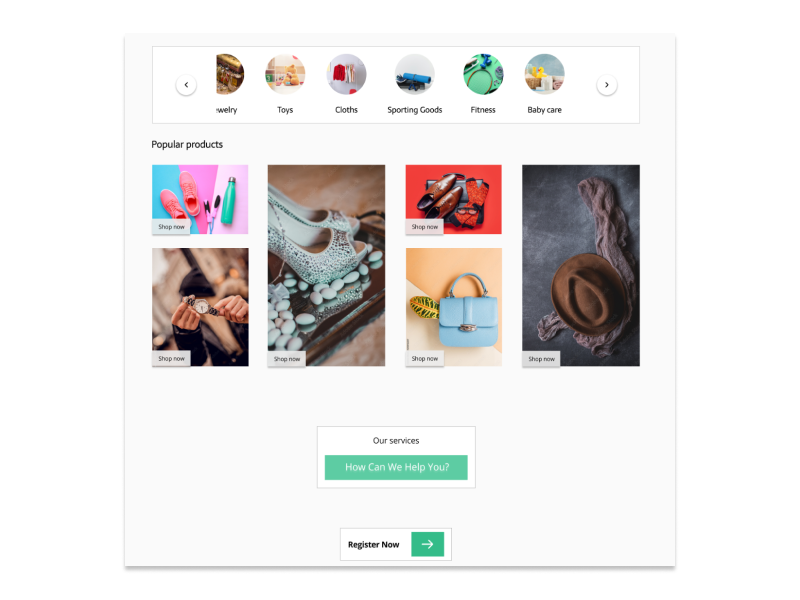 ewelry
Toys
Cloths
Sporting Goods
Fitness
Baby care
Popular products
Shop now
Shop now
Shop now
Shop now
Shop now
Shop now
Our services
How Can We Help You?
Register Now